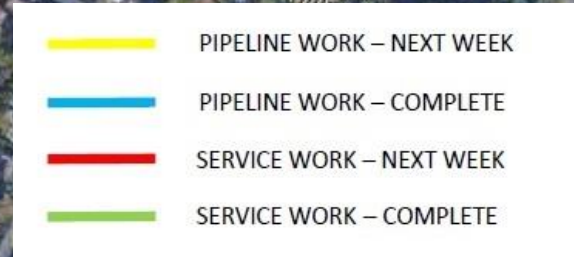 PIPELINE WORK – NEXT WEEK
PIPELINE WORK – COMPLETE
SERVICE WORK – NEXT WEEK
SERVICE WORK – COMPLETE